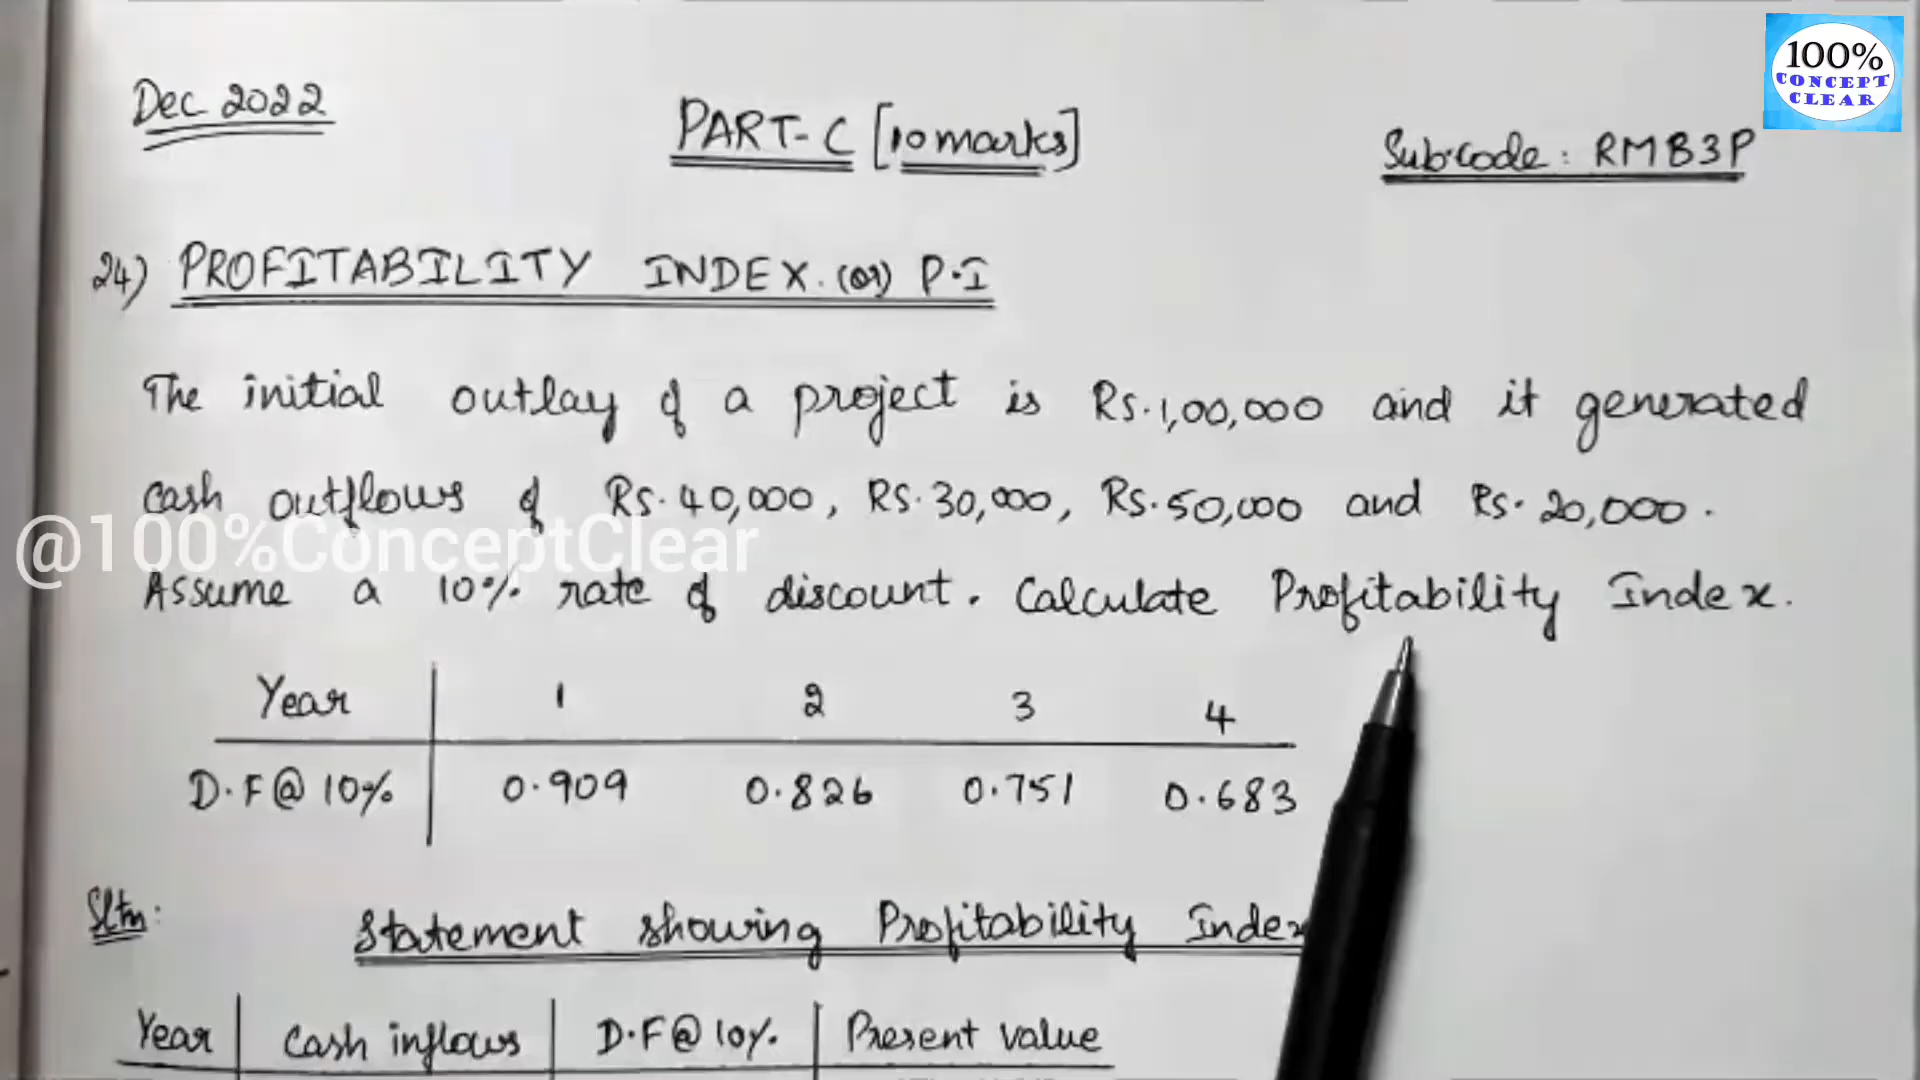 100%
CONCEPT
CLEAR
Dec 2022
PART-C [10 marks]
Sub.code: RMB3P
24) PROFITABILITY INDEX. (or) P.I
The initial outlay of a project is Rs.1,00,000 and it generated
cash outflows of Rs.40,000, Rs.30,000, Rs.50,000 and Rs.20,000.
@100%ConceptClear
Assume a 10% rate of discount. Calculate Profitability Index.
Year 1 2 3 4
D.F@10% 0.909 0.826 0.751 0.683
Sltn:
Statement showing Profitability Index
Year Cash inflows D.F@10% Present value